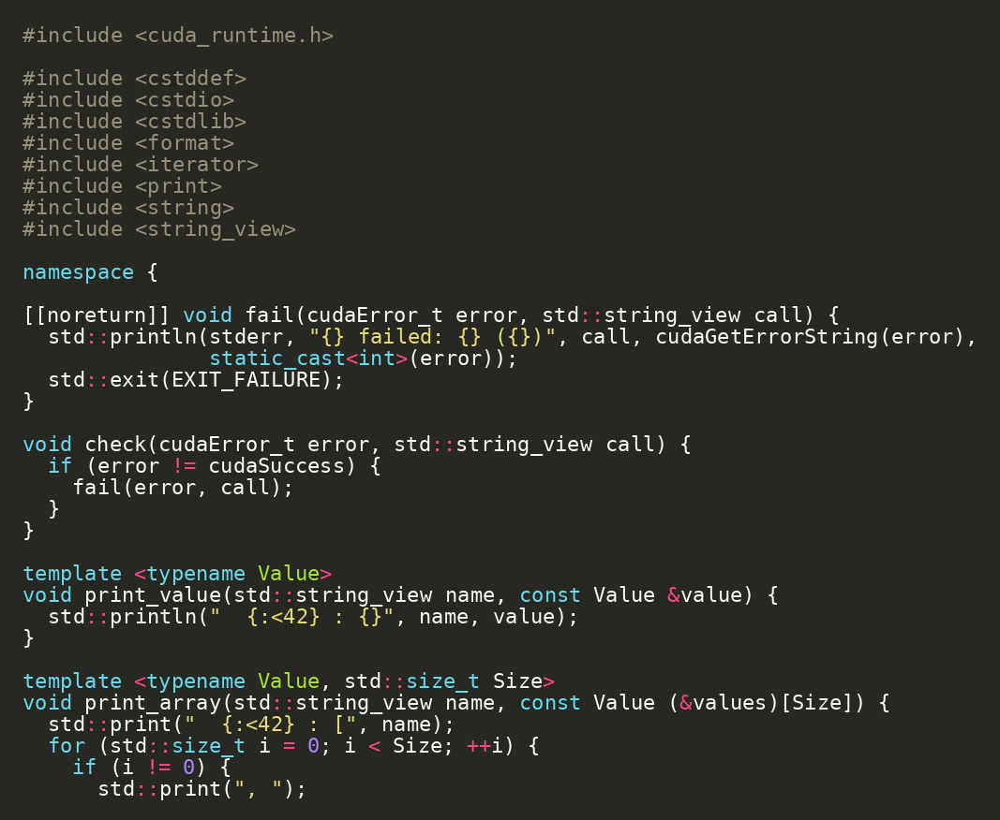 #include <cuda_runtime.h>

#include <cstddef>
#include <cstdio>
#include <cstdlib>
#include <format>
#include <iterator>
#include <print>
#include <string>
#include <string_view>

namespace {

[[noreturn]] void fail(cudaError_t error, std::string_view call) {
  std::println(stderr, "{} failed: {} ({})", call, cudaGetErrorString(error),
               static_cast<int>(error));
  std::exit(EXIT_FAILURE);
}

void check(cudaError_t error, std::string_view call) {
  if (error != cudaSuccess) {
    fail(error, call);
  }
}

template <typename Value>
void print_value(std::string_view name, const Value &value) {
  std::println("  {:<42} : {}", name, value);
}

template <typename Value, std::size_t Size>
void print_array(std::string_view name, const Value (&values)[Size]) {
  std::print("  {:<42} : [", name);
  for (std::size_t i = 0; i < Size; ++i) {
    if (i != 0) {
      std::print(", ");